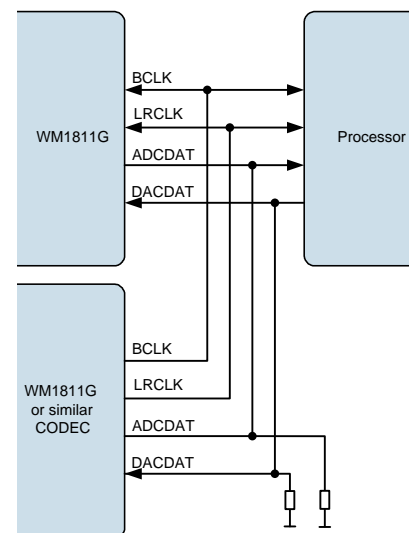 BCLK
LRCLK
WM1811G
Processor
ADCDAT
DACDAT
BCLK
WM1811G
or similar
CODEC
LRCLK
ADCDAT
DACDAT